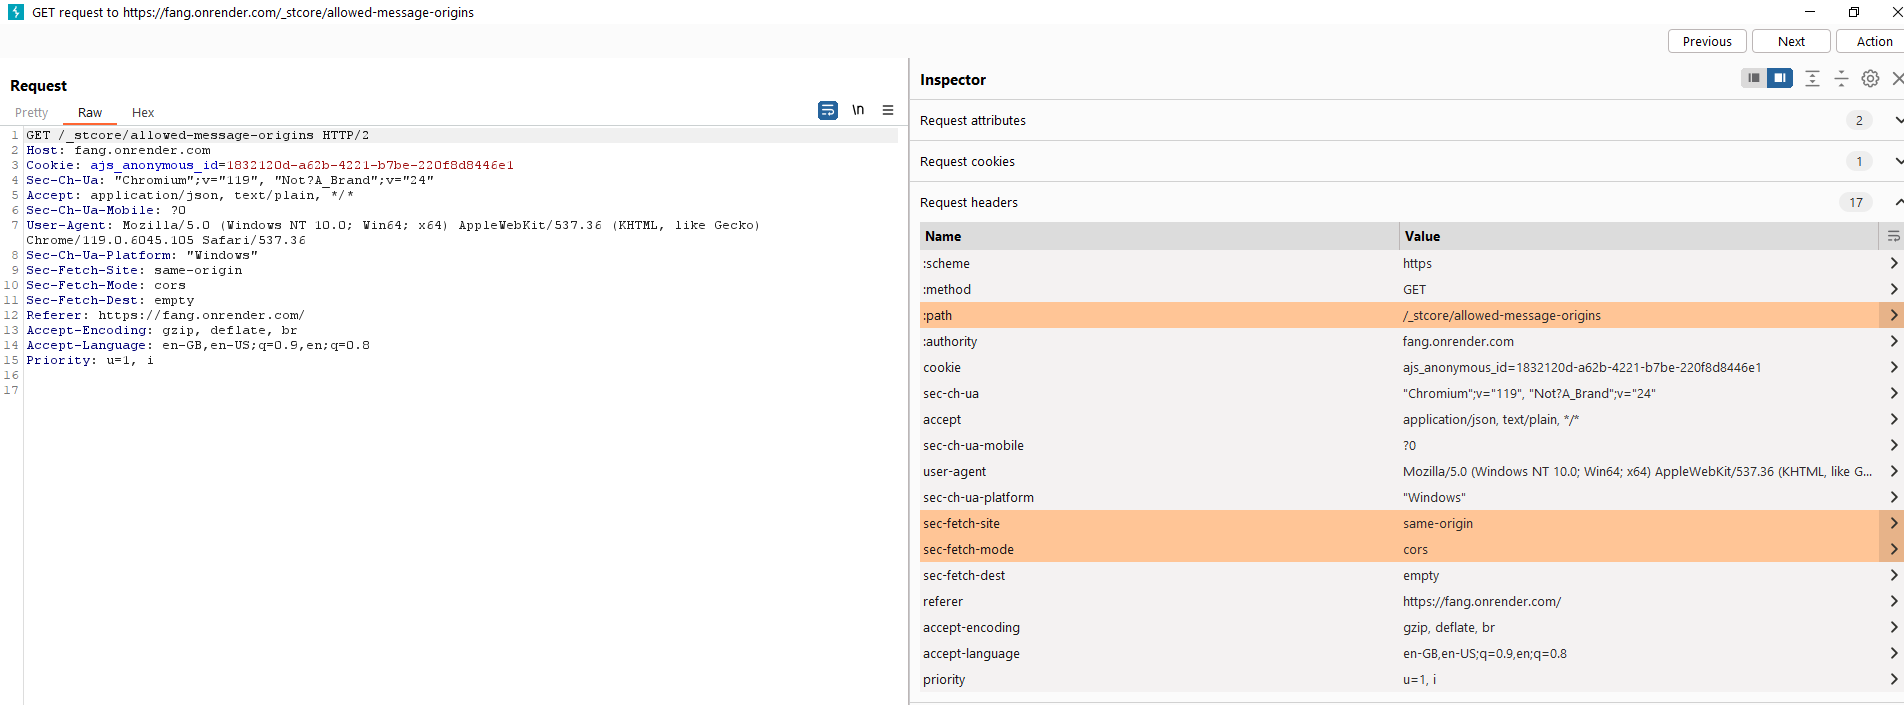 GET request to https://fang.onrender.com/_stcore/allowed-message-origins
Previous Next Action
Request
Pretty Raw Hex
\n
1 GET /_stcore/allowed-message-origins HTTP/2
2 Host: fang.onrender.com
3 Cookie: ajs_anonymous_id=1832120d-a62b-4221-b7be-220f8d8446e1
4 Sec-Ch-Ua: "Chromium";v="119", "Not?A_Brand";v="24"
5 Accept: application/json, text/plain, */*
6 Sec-Ch-Ua-Mobile: ?0
7 User-Agent: Mozilla/5.0 (Windows NT 10.0; Win64; x64) AppleWebKit/537.36 (KHTML, like Gecko)
Chrome/119.0.6045.105 Safari/537.36
8 Sec-Ch-Ua-Platform: "Windows"
9 Sec-Fetch-Site: same-origin
10 Sec-Fetch-Mode: cors
11 Sec-Fetch-Dest: empty
12 Referer: https://fang.onrender.com/
13 Accept-Encoding: gzip, deflate, br
14 Accept-Language: en-GB,en-US;q=0.9,en;q=0.8
15 Priority: u=1, i
16
17
Inspector
Request attributes 2
Request cookies 1
Request headers 17
Name Value
:scheme https
:method GET
:path /_stcore/allowed-message-origins
:authority fang.onrender.com
cookie ajs_anonymous_id=1832120d-a62b-4221-b7be-220f8d8446e1
sec-ch-ua "Chromium";v="119", "Not?A_Brand";v="24"
accept application/json, text/plain, */*
sec-ch-ua-mobile ?0
user-agent Mozilla/5.0 (Windows NT 10.0; Win64; x64) AppleWebKit/537.36 (KHTML, like G...
sec-ch-ua-platform "Windows"
sec-fetch-site same-origin
sec-fetch-mode cors
sec-fetch-dest empty
referer https://fang.onrender.com/
accept-encoding gzip, deflate, br
accept-language en-GB,en-US;q=0.9,en;q=0.8
priority u=1, i